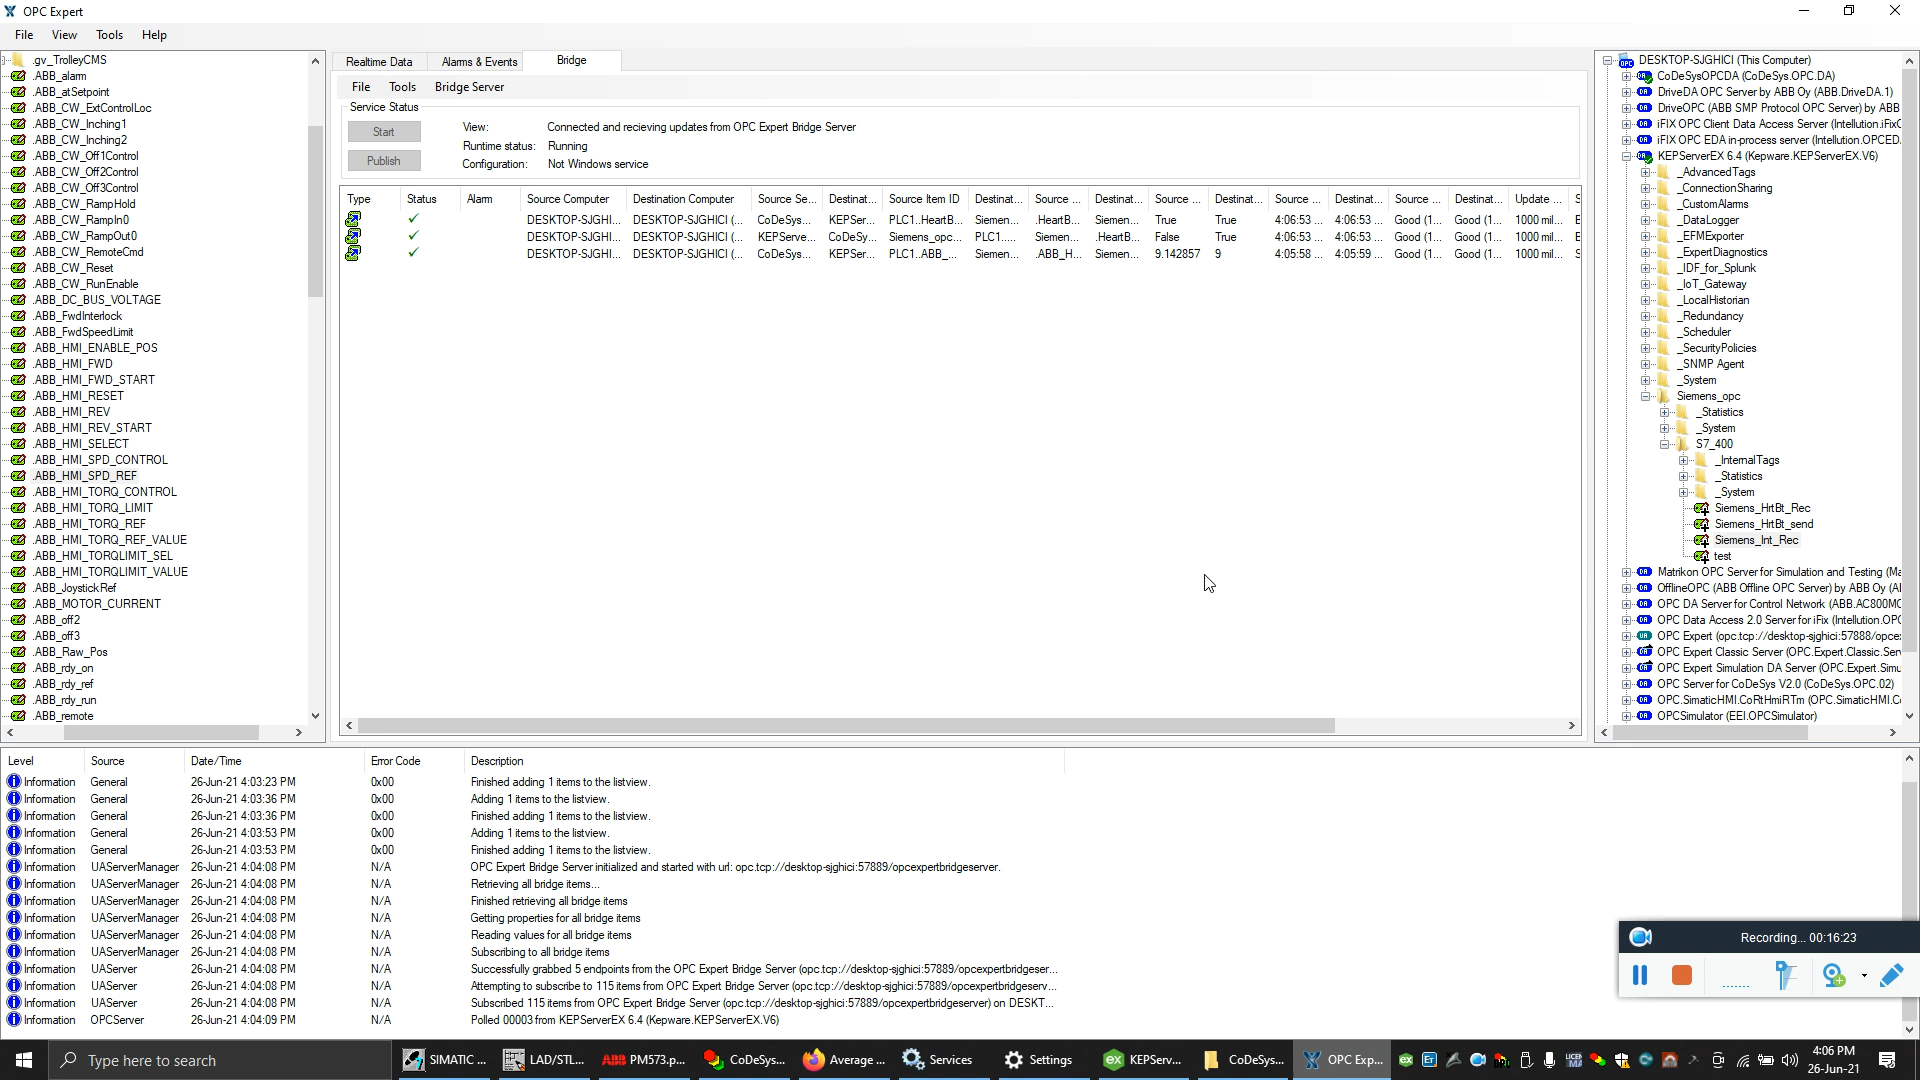 OPC Expert
File View Tools Help
.gv_TrolleyCMS
.ABB_alarm
.ABB_atSetpoint
.ABB_CW_ExtControlLoc
.ABB_CW_Inching1
.ABB_CW_Inching2
.ABB_CW_Off1Control
.ABB_CW_Off2Control
.ABB_CW_Off3Control
.ABB_CW_RampHold
.ABB_CW_RampIn0
.ABB_CW_RampOut0
.ABB_CW_RemoteCmd
.ABB_CW_Reset
.ABB_CW_RunEnable
.ABB_DC_BUS_VOLTAGE
.ABB_FwdInterlock
.ABB_FwdSpeedLimit
.ABB_HMI_ENABLE_POS
.ABB_HMI_FWD
.ABB_HMI_FWD_START
.ABB_HMI_RESET
.ABB_HMI_REV
.ABB_HMI_REV_START
.ABB_HMI_SELECT
.ABB_HMI_SPD_CONTROL
.ABB_HMI_SPD_REF
.ABB_HMI_TORQ_CONTROL
.ABB_HMI_TORQ_LIMIT
.ABB_HMI_TORQ_REF
.ABB_HMI_TORQ_REF_VALUE
.ABB_HMI_TORQLIMIT_SEL
.ABB_HMI_TORQLIMIT_VALUE
.ABB_JoystickRef
.ABB_MOTOR_CURRENT
.ABB_off2
.ABB_off3
.ABB_Raw_Pos
.ABB_rdy_on
.ABB_rdy_ref
.ABB_rdy_run
.ABB_remote
Realtime Data Alarms & Events Bridge
File Tools Bridge Server
Service Status
Start
Publish
View: Connected and recieving updates from OPC Expert Bridge Server
Runtime status: Running
Configuration: Not Windows service
Type Status Alarm Source Computer Destination Computer Source Se... Destinat... Source Item ID Destinat... Source ... Destinat... Source ... Destinat... Source ... Destinat... Source ... Destinat... Update ...
DESKTOP-SJGHI... DESKTOP-SJGHICI (... CoDeSys... KEPSer... PLC1..HeartB... Siemen... .HeartB... Siemen... True True 4:06:53 ... 4:06:53 ... Good (1... Good (1... 1000 mil...
DESKTOP-SJGHI... DESKTOP-SJGHICI (... KEPServe... CoDeSy... Siemens_opc... PLC1..... Siemen... .HeartB... False True 4:06:53 ... 4:06:53 ... Good (1... Good (1... 1000 mil...
DESKTOP-SJGHI... DESKTOP-SJGHICI (... CoDeSys... KEPSer... PLC1..ABB_... Siemen... .ABB_H... Siemen... 9.142857 9 4:05:58 ... 4:05:59 ... Good (1... Good (1... 1000 mil...
DESKTOP-SJGHICI (This Computer)
CoDeSysOPCDA (CoDeSys.OPC.DA)
DriveDA OPC Server by ABB Oy (ABB.DriveDA.1)
DriveOPC (ABB SMP Protocol OPC Server) by ABB
iFIX OPC Client Data Access Server (Intellution.iFixO
iFIX OPC EDA in-process server (Intellution.OPCED.
KEPServerEX 6.4 (Kepware.KEPServerEX.V6)
_AdvancedTags
_ConnectionSharing
_CustomAlarms
_DataLogger
_EFMExporter
_ExpertDiagnostics
_IDF_for_Splunk
_IoT_Gateway
_LocalHistorian
_Redundancy
_Scheduler
_SecurityPolicies
_SNMP Agent
_System
Siemens_opc
_Statistics
_System
S7_400
_InternalTags
_Statistics
_System
Siemens_HrtBt_Rec
Siemens_HrtBt_send
Siemens_Int_Rec
test
Matrikon OPC Server for Simulation and Testing (Ma
OfflineOPC (ABB Offline OPC Server) by ABB Oy (AI
OPC DA Server for Control Network (ABB.AC800MC
OPC Data Access 2.0 Server for iFix (Intellution.OPC
OPC Expert (opc.tcp://desktop-sjghici:57888/opce:
OPC Expert Classic Server (OPC.Expert.Classic.Serv
OPC Expert Simulation DA Server (OPC.Expert.Simu
OPC Server for CoDeSys V2.0 (CoDeSys.OPC.02)
OPC.SimaticHMI.CoRtHmiRTm (OPC.SimaticHMI.C
OPCSimulator (EEI.OPCSimulator)
Level Source Date/Time Error Code Description
Information General 26-Jun-21 4:03:23 PM 0x00 Finished adding 1 items to the listview.
Information General 26-Jun-21 4:03:36 PM 0x00 Adding 1 items to the listview.
Information General 26-Jun-21 4:03:36 PM 0x00 Finished adding 1 items to the listview.
Information General 26-Jun-21 4:03:53 PM 0x00 Adding 1 items to the listview.
Information General 26-Jun-21 4:03:53 PM 0x00 Finished adding 1 items to the listview.
Information UAServerManager 26-Jun-21 4:04:08 PM N/A OPC Expert Bridge Server initialized and started with url: opc.tcp://desktop-sjghici:57889/opcexpertbridgeserver.
Information UAServerManager 26-Jun-21 4:04:08 PM N/A Retrieving all bridge items...
Information UAServerManager 26-Jun-21 4:04:08 PM N/A Finished retrieving all bridge items
Information UAServerManager 26-Jun-21 4:04:08 PM N/A Getting properties for all bridge items
Information UAServerManager 26-Jun-21 4:04:08 PM N/A Reading values for all bridge items
Information UAServerManager 26-Jun-21 4:04:08 PM N/A Subscribing to all bridge items
Information UAServer 26-Jun-21 4:04:08 PM N/A Successfully grabbed 5 endpoints from the OPC Expert Bridge Server (opc.tcp://desktop-sjghici:57889/opcexpertbridgeser...
Information UAServer 26-Jun-21 4:04:08 PM N/A Attempting to subscribe to 115 items from OPC Expert Bridge Server (opc.tcp://desktop-sjghici:57889/opcexpertbridgeserv...
Information UAServer 26-Jun-21 4:04:08 PM N/A Subscribed 115 items from OPC Expert Bridge Server (opc.tcp://desktop-sjghici:57889/opcexpertbridgeserver) on DESKT...
Information OPCServer 26-Jun-21 4:04:09 PM N/A Polled 00003 from KEPServerEX 6.4 (Kepware.KEPServerEX.V6)
Recording... 00:16:23
Type here to search
SIMATIC ... LAD/STL... ABB PM573.p... CoDeSys... Average ... Services Settings KEPServ... CoDeSys... OPC Exp...
4:06 PM
26-Jun-21